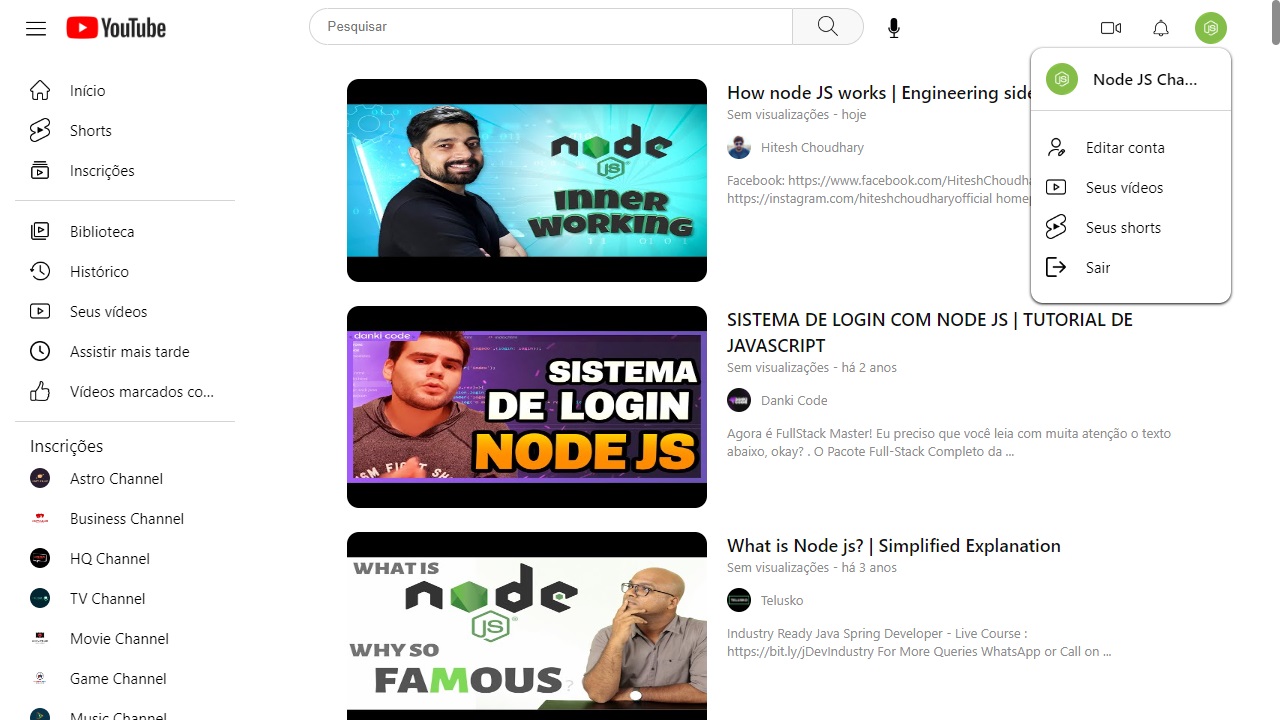 YouTube
Pesquisar
Node JS Cha...
Editar conta
Seus vídeos
Seus shorts
Sair
Início
Shorts
Inscrições
Biblioteca
Histórico
Seus vídeos
Assistir mais tarde
Vídeos marcados co...
Inscrições
Astro Channel
Business Channel
HQ Channel
TV Channel
Movie Channel
Game Channel
Music Channel
node
JS
INNER
WORKING
How node JS works | Engineering side
Sem visualizações - hoje
Hitesh Choudhary
Facebook: https://www.facebook.com/HiteshChoudha
https://instagram.com/hiteshchoudharyofficial homep
danki code
SISTEMA
DE LOGIN
NODE JS
SISTEMA DE LOGIN COM NODE JS | TUTORIAL DE
JAVASCRIPT
Sem visualizações - há 2 anos
Danki Code
Agora é FullStack Master! Eu preciso que você leia com muita atenção o texto
abaixo, okay? . O Pacote Full-Stack Completo da ...
WHAT IS
node
JS
WHY SO
FAMOUS?
What is Node js? | Simplified Explanation
Sem visualizações - há 3 anos
TELUSKO
Telusko
Industry Ready Java Spring Developer - Live Course :
https://bit.ly/jDevIndustry For More Queries WhatsApp or Call on ...